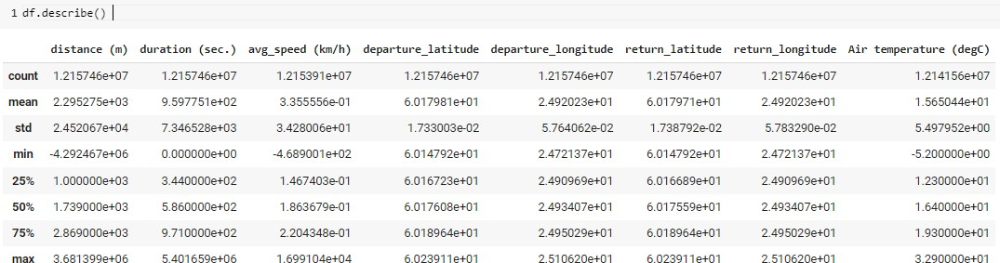 1 df.describe()
distance (m) duration (sec.) avg_speed (km/h) departure_latitude departure_longitude return_latitude return_longitude Air temperature (degC)
count 1.215746e+07 1.215746e+07 1.215391e+07 1.215746e+07 1.215746e+07 1.215746e+07 1.215746e+07 1.214156e+07
mean 2.295275e+03 9.597751e+02 3.355556e-01 6.017981e+01 2.492023e+01 6.017971e+01 2.492023e+01 1.565044e+01
std 2.452067e+04 7.346528e+03 3.428006e+01 1.733003e-02 5.764062e-02 1.738792e-02 5.783290e-02 5.497952e+00
min -4.292467e+06 0.000000e+00 -4.689001e+02 6.014792e+01 2.472137e+01 6.014792e+01 2.472137e+01 -5.200000e+00
25% 1.000000e+03 3.440000e+02 1.467403e-01 6.016723e+01 2.490969e+01 6.016689e+01 2.490969e+01 1.230000e+01
50% 1.739000e+03 5.860000e+02 1.863679e-01 6.017608e+01 2.493407e+01 6.017559e+01 2.493407e+01 1.640000e+01
75% 2.869000e+03 9.710000e+02 2.204348e-01 6.018964e+01 2.495029e+01 6.018964e+01 2.495029e+01 1.930000e+01
max 3.681399e+06 5.401659e+06 1.699104e+04 6.023911e+01 2.510620e+01 6.023911e+01 2.510620e+01 3.290000e+01